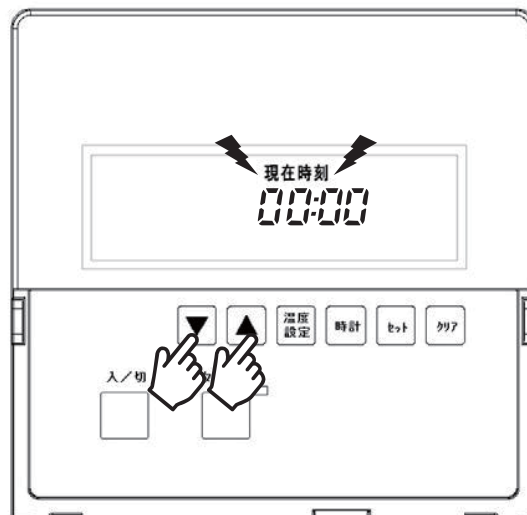 現在時刻
00:00
▼ ▲ 温度設定 時計 セット クリア
入/切